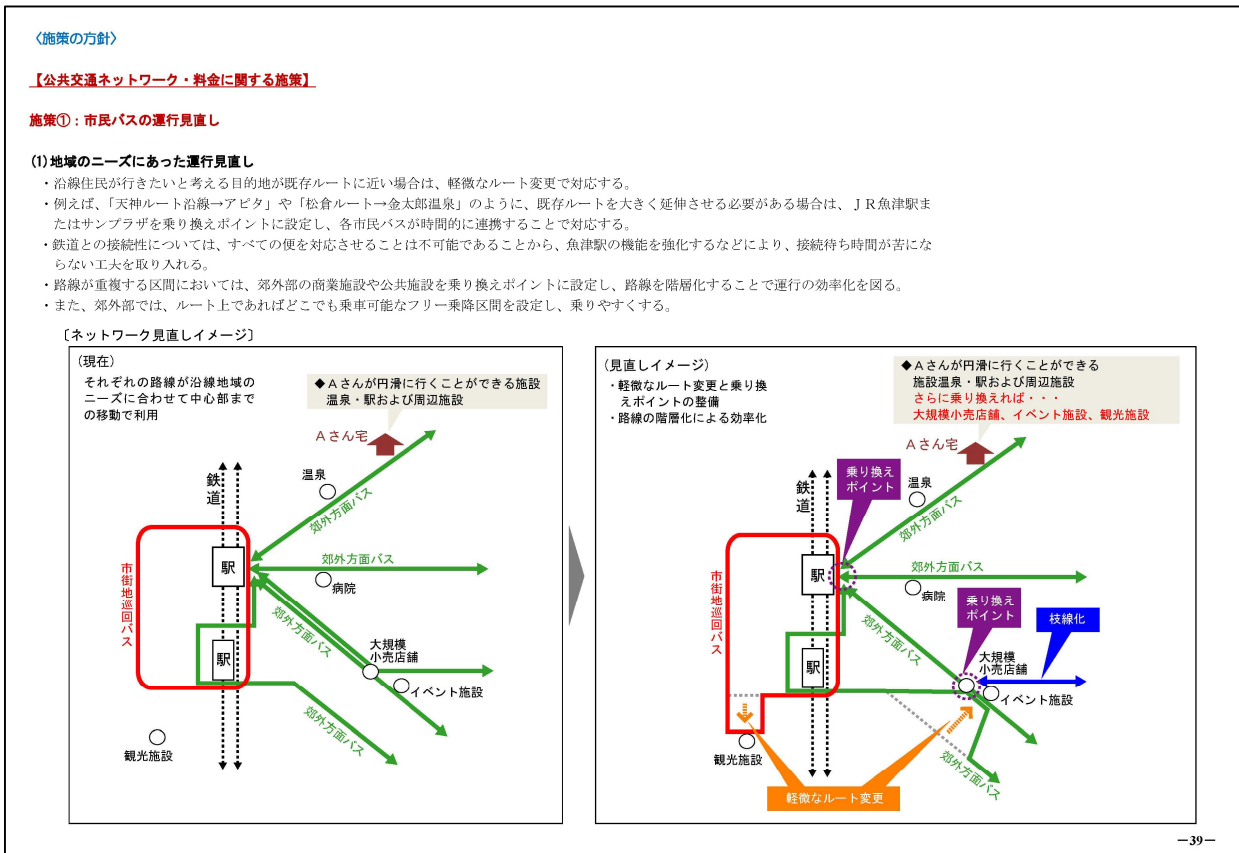 〈施策の方針〉
【公共交通ネットワーク・料金に関する施策】
施策①：市民バスの運行見直し
(1)地域のニーズにあった運行見直し
・沿線住民が行きたいと考える目的地が既存ルートに近い場合は、軽微なルート変更で対応する。
・例えば、「天神ルート沿線→アピタ」や「松倉ルート→金太郎温泉」のように、既存ルートを大きく延伸させる必要がある場合は、ＪＲ魚津駅ま
たはサンプラザを乗り換えポイントに設定し、各市民バスが時間的に連携することで対応する。
・鉄道との接続性については、すべての便を対応させることは不可能であることから、魚津駅の機能を強化するなどにより、接続待ち時間が苦にな
らない工夫を取り入れる。
・路線が重複する区間においては、郊外部の商業施設や公共施設を乗り換えポイントに設定し、路線を階層化することで運行の効率化を図る。
・また、郊外部では、ルート上であればどこでも乗車可能なフリー乗降区間を設定し、乗りやすくする。
〔ネットワーク見直しイメージ〕
（現在）
それぞれの路線が沿線地域の
ニーズに合わせて中心部まで
の移動で利用
◆Ａさんが円滑に行くことができる施設
温泉・駅および周辺施設
Ａさん宅
鉄道
温泉
郊外方面バス
駅
郊外方面バス
病院
市街地巡回バス
郊外方面バス
駅
大規模
小売店舗
イベント施設
郊外方面バス
観光施設
（見直しイメージ）
・軽微なルート変更と乗り換
えポイントの整備
・路線の階層化による効率化
◆Ａさんが円滑に行くことができる
施設温泉・駅および周辺施設
さらに乗り換えれば・・・
大規模小売店舗、イベント施設、観光施設
Ａさん宅
乗り換え
ポイント
鉄道
温泉
郊外方面バス
駅
郊外方面バス
病院
市街地巡回バス
乗り換え
ポイント
枝線化
郊外方面バス
駅
大規模
小売店舗
イベント施設
観光施設
郊外方面バス
軽微なルート変更
－39－